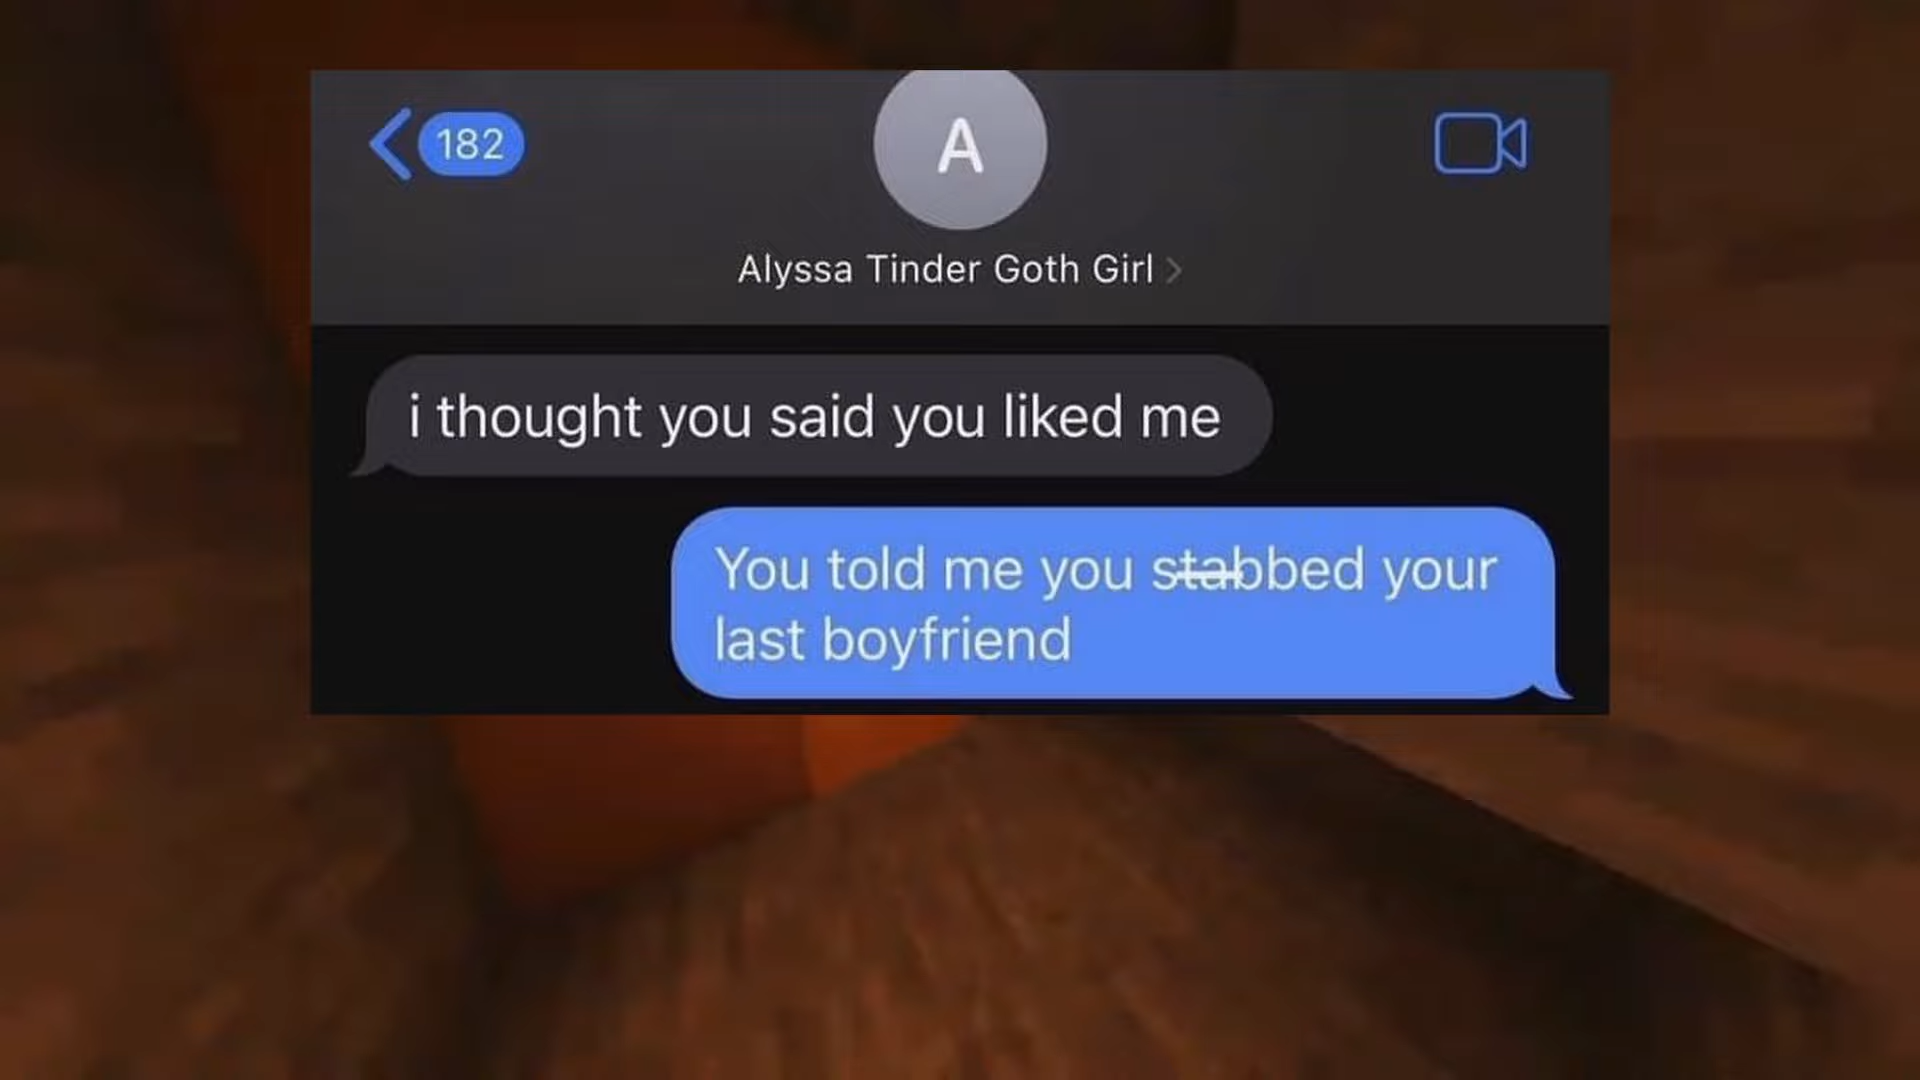 182
A
Alyssa Tinder Goth Girl >
i thought you said you liked me
You told me you stabbed your
last boyfriend